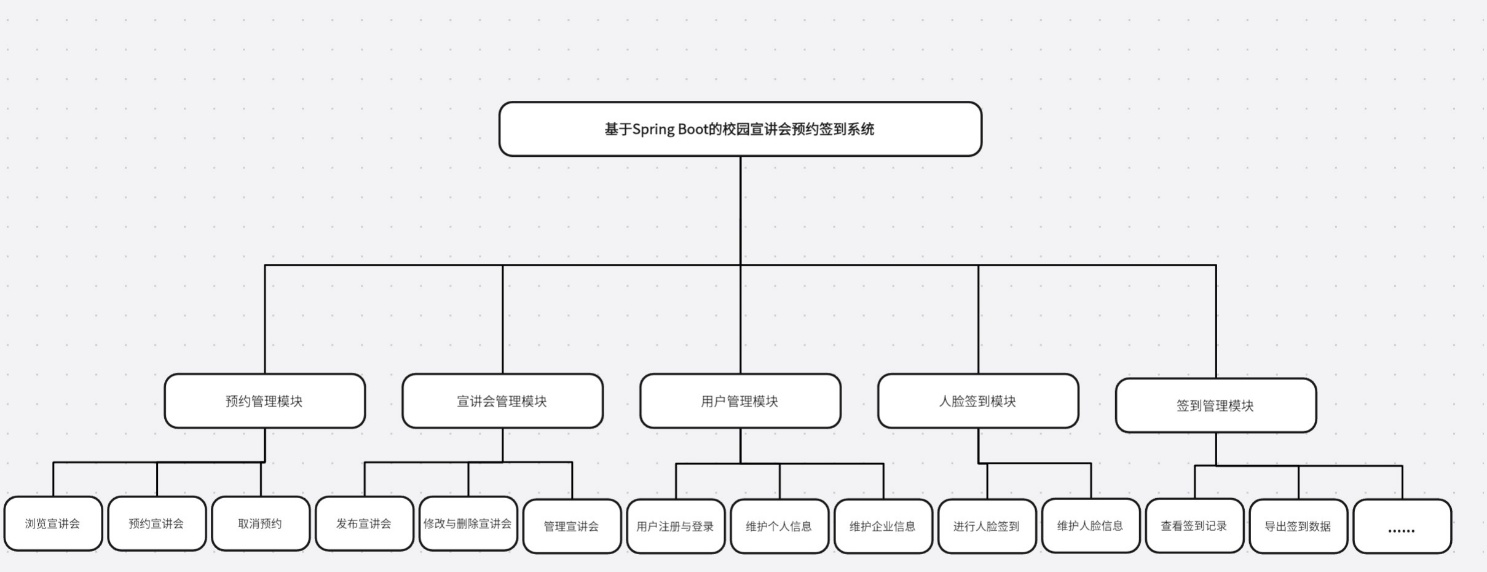 基于Spring Boot的校园宣讲会预约签到系统
预约管理模块
宣讲会管理模块
用户管理模块
人脸签到模块
签到管理模块
浏览宣讲会
预约宣讲会
取消预约
发布宣讲会
修改与删除宣讲会
管理宣讲会
用户注册与登录
维护个人信息
维护企业信息
进行人脸签到
维护人脸信息
查看签到记录
导出签到数据
......